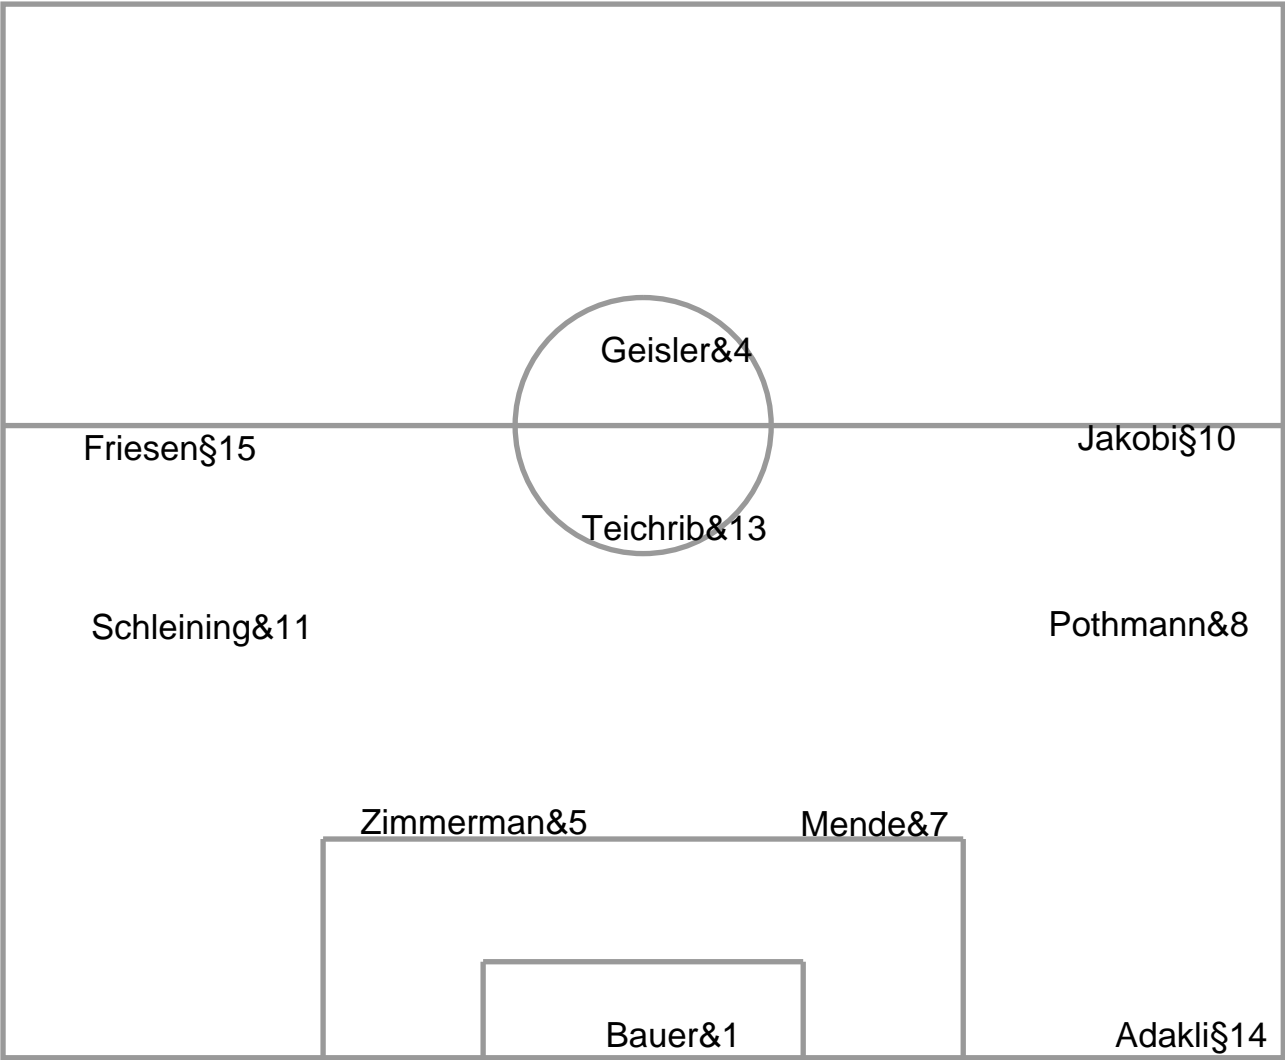 Geisler&4
Friesen§15
Jakobi§10
Teichrib&13
Schleining&11
Pothmann&8
Zimmerman&5
Mende&7
Bauer&1
Adakli§14